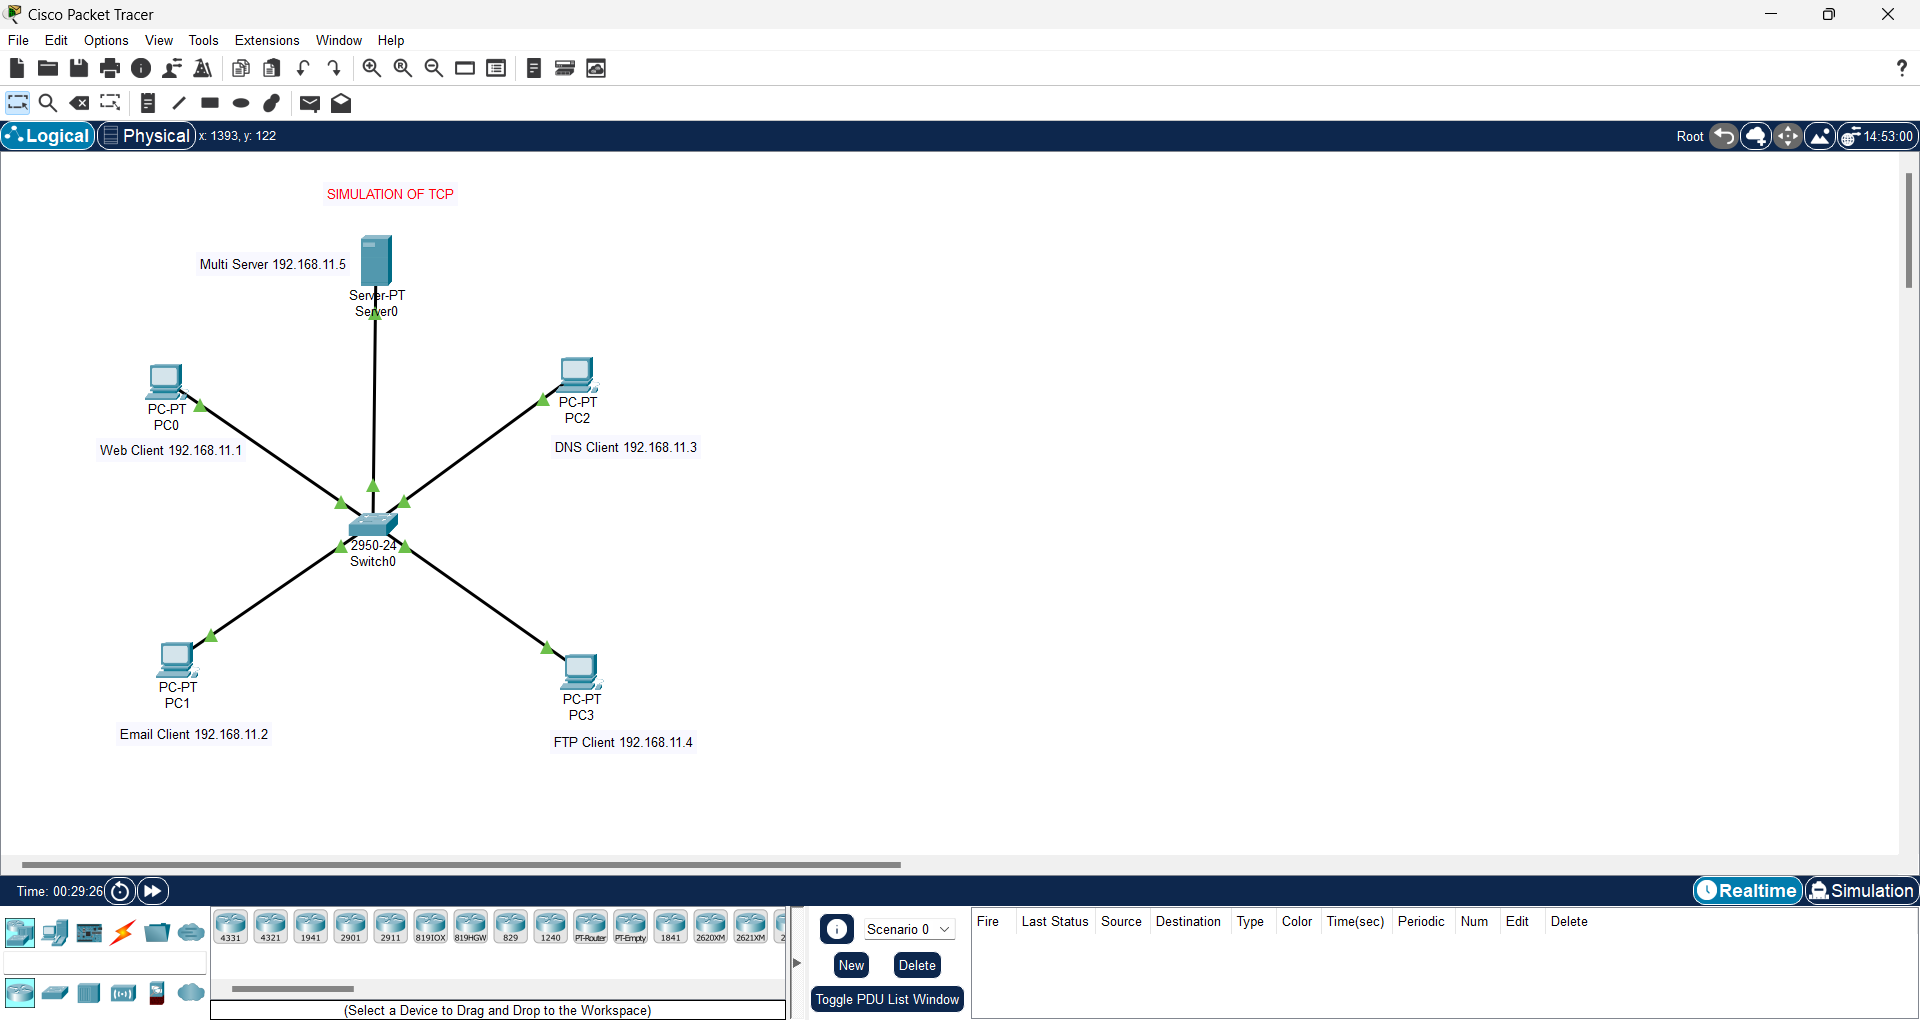 Cisco Packet Tracer
File Edit Options View Tools Extensions Window Help
?
Logical Physical x: 1393, y: 122 Root 14:53:00
SIMULATION OF TCP
Multi Server 192.168.11.5
Server-PT
Server0
PC-PT
PC0
Web Client 192.168.11.1
PC-PT
PC2
DNS Client 192.168.11.3
2950-24
Switch0
PC-PT
PC1
Email Client 192.168.11.2
PC-PT
PC3
FTP Client 192.168.11.4
Time: 00:29:26 Realtime Simulation
4331 4321 1941 2901 2911 819IOX 819HGW 829 1240 PT-Router PT-Empty 1841 2620XM 2621XM 2
(Select a Device to Drag and Drop to the Workspace)
Scenario 0
New Delete
Toggle PDU List Window
Fire Last Status Source Destination Type Color Time(sec) Periodic Num Edit Delete